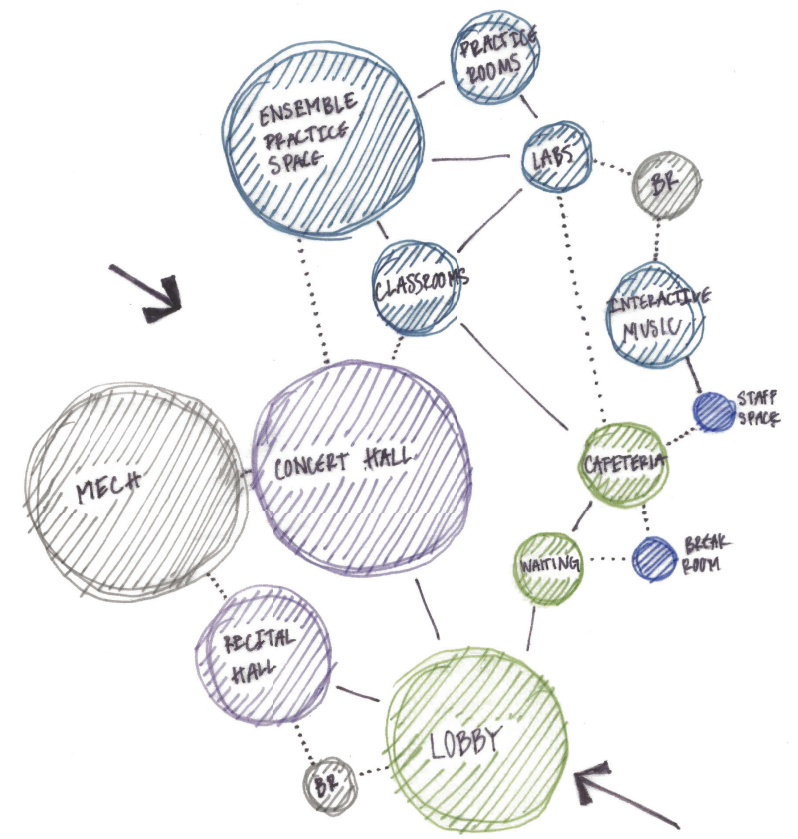 PRACTICE
ROOMS
ENSEMBLE
PRACTICE
SPACE
LABS
BR
CLASSROOMS
INTERACTIVE
MUSIC
STAFF
SPACE
CONCERT HALL
CAFETERIA
MECH
WAITING
BREAK
ROOM
RECITAL
HALL
LOBBY
BR